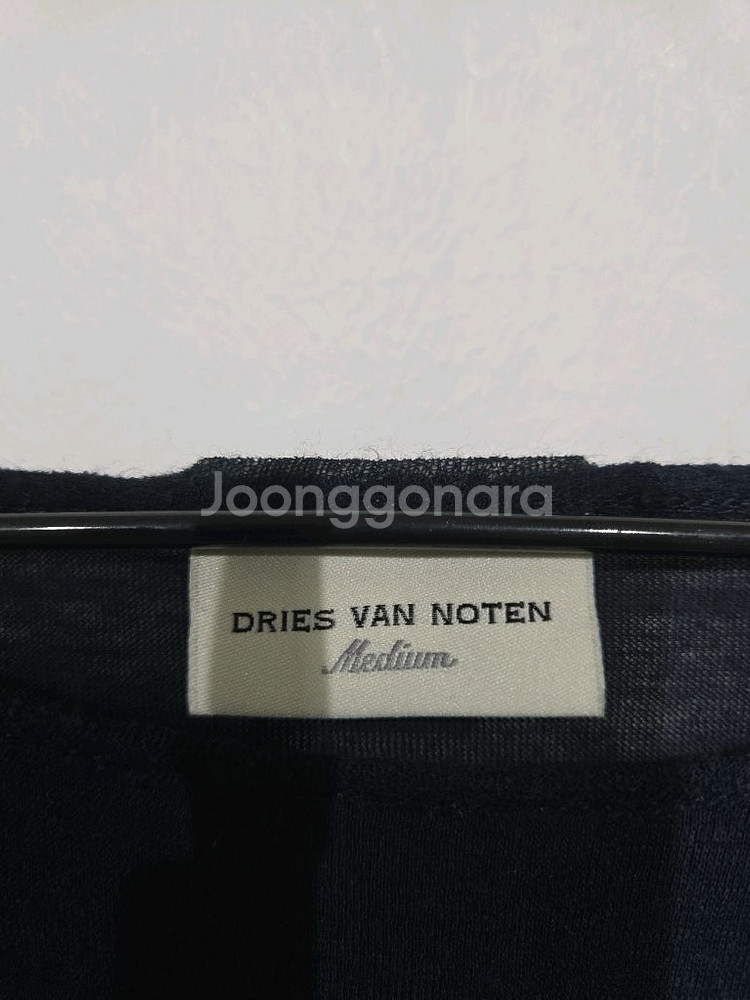 Joonggonara
DRIES VAN NOTEN
Medium